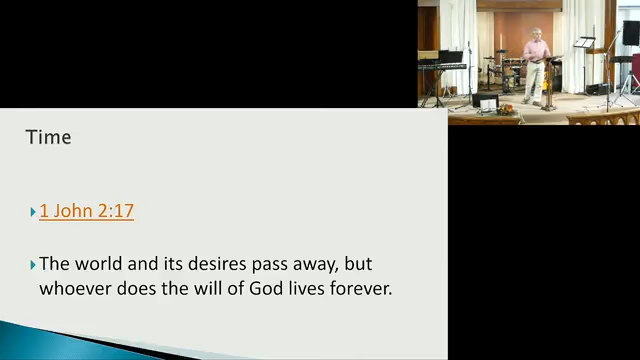 Time
1 John 2:17
The world and its desires pass away, but
whoever does the will of God lives forever.